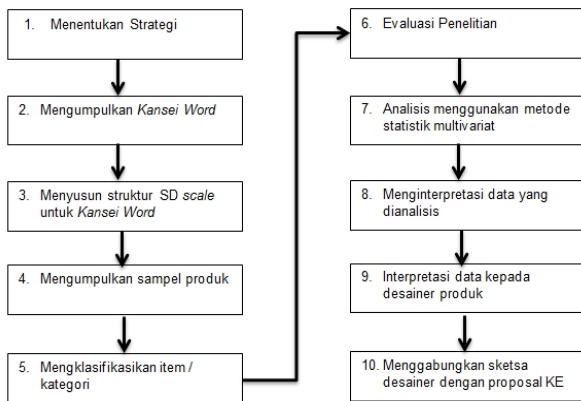 1. Menentukan Strategi
2. Mengumpulkan Kansei Word
3. Menyusun struktur SD scale
untuk Kansei Word
4. Mengumpulkan sampel produk
5. Mengklasifikasikan item /
kategori
6. Evaluasi Penelitian
7. Analisis menggunakan metode
statistik multivariat
8. Menginterpretasi data yang
dianalisis
9. Interpretasi data kepada
desainer produk
10. Menggabungkan sketsa
desainer dengan proposal KE